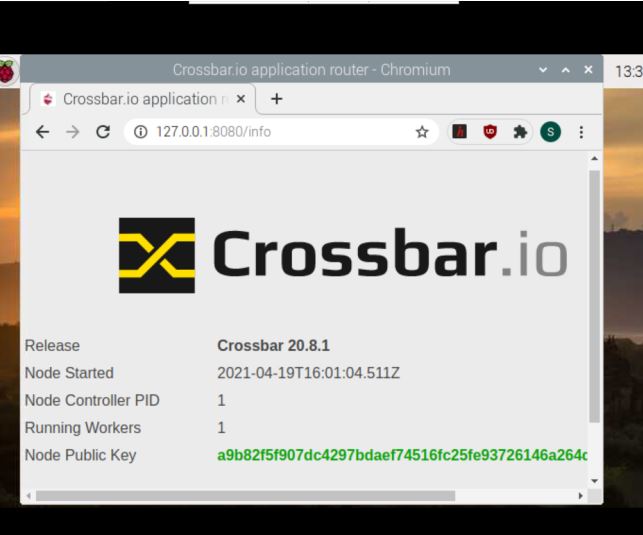 Crossbar.io application router - Chromium
13:3
Crossbar.io application r
127.0.0.1:8080/info
S
Crossbar.io
Release Crossbar 20.8.1
Node Started 2021-04-19T16:01:04.511Z
Node Controller PID 1
Running Workers 1
Node Public Key a9b82f5f907dc4297bdaef74516fc25fe93726146a264c